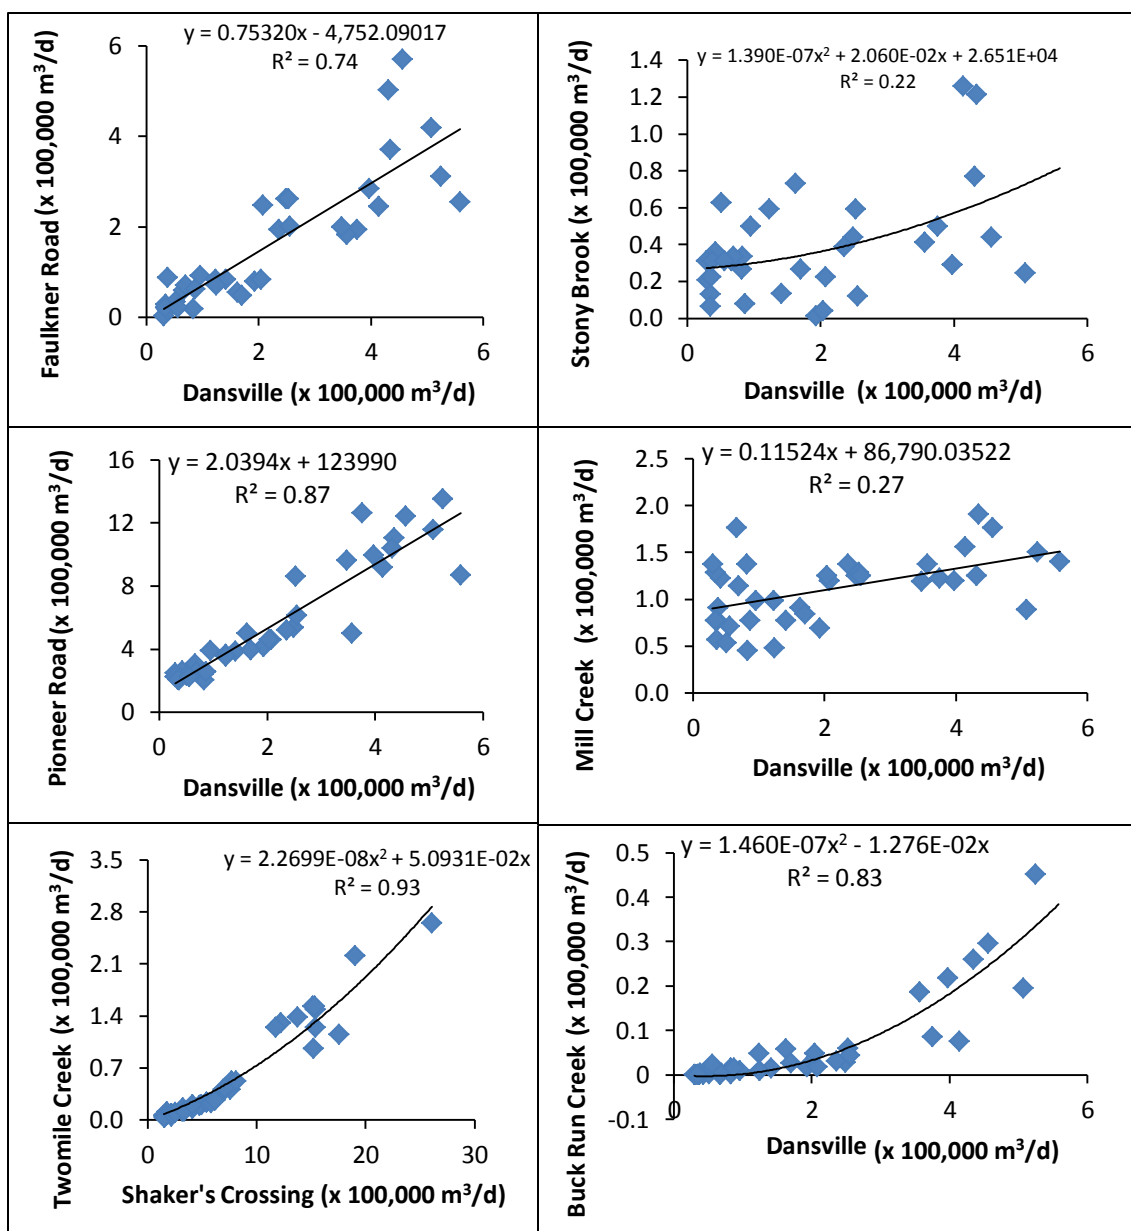 y = 0.75320x - 4,752.09017
R² = 0.74
Faulkner Road (x 100,000 m³/d)
6
4
2
0
0 2 4 6
Dansville (x 100,000 m³/d)
y = 1.390E-07x² + 2.060E-02x + 2.651E+04
R² = 0.22
Stony Brook (x 100,000 m³/d)
1.4
1.2
1.0
0.8
0.6
0.4
0.2
0.0
0 2 4 6
Dansville (x 100,000 m³/d)
y = 2.0394x + 123990
R² = 0.87
Pioneer Road (x 100,000 m³/d)
16
12
8
4
0
0 2 4 6
Dansville (x 100,000 m³/d)
y = 0.11524x + 86,790.03522
R² = 0.27
Mill Creek (x 100,000 m³/d)
2.5
2.0
1.5
1.0
0.5
0.0
0 2 4 6
Dansville (x 100,000 m³/d)
y = 2.2699E-08x² + 5.0931E-02x
R² = 0.93
Twomile Creek (x 100,000 m³/d)
3.5
2.8
2.1
1.4
0.7
0.0
0 10 20 30
Shaker's Crossing (x 100,000 m³/d)
y = 1.460E-07x² - 1.276E-02x
R² = 0.83
Buck Run Creek (x 100,000 m³/d)
0.5
0.4
0.3
0.2
0.1
0
-0.1
0 2 4 6
Dansville (x 100,000 m³/d)